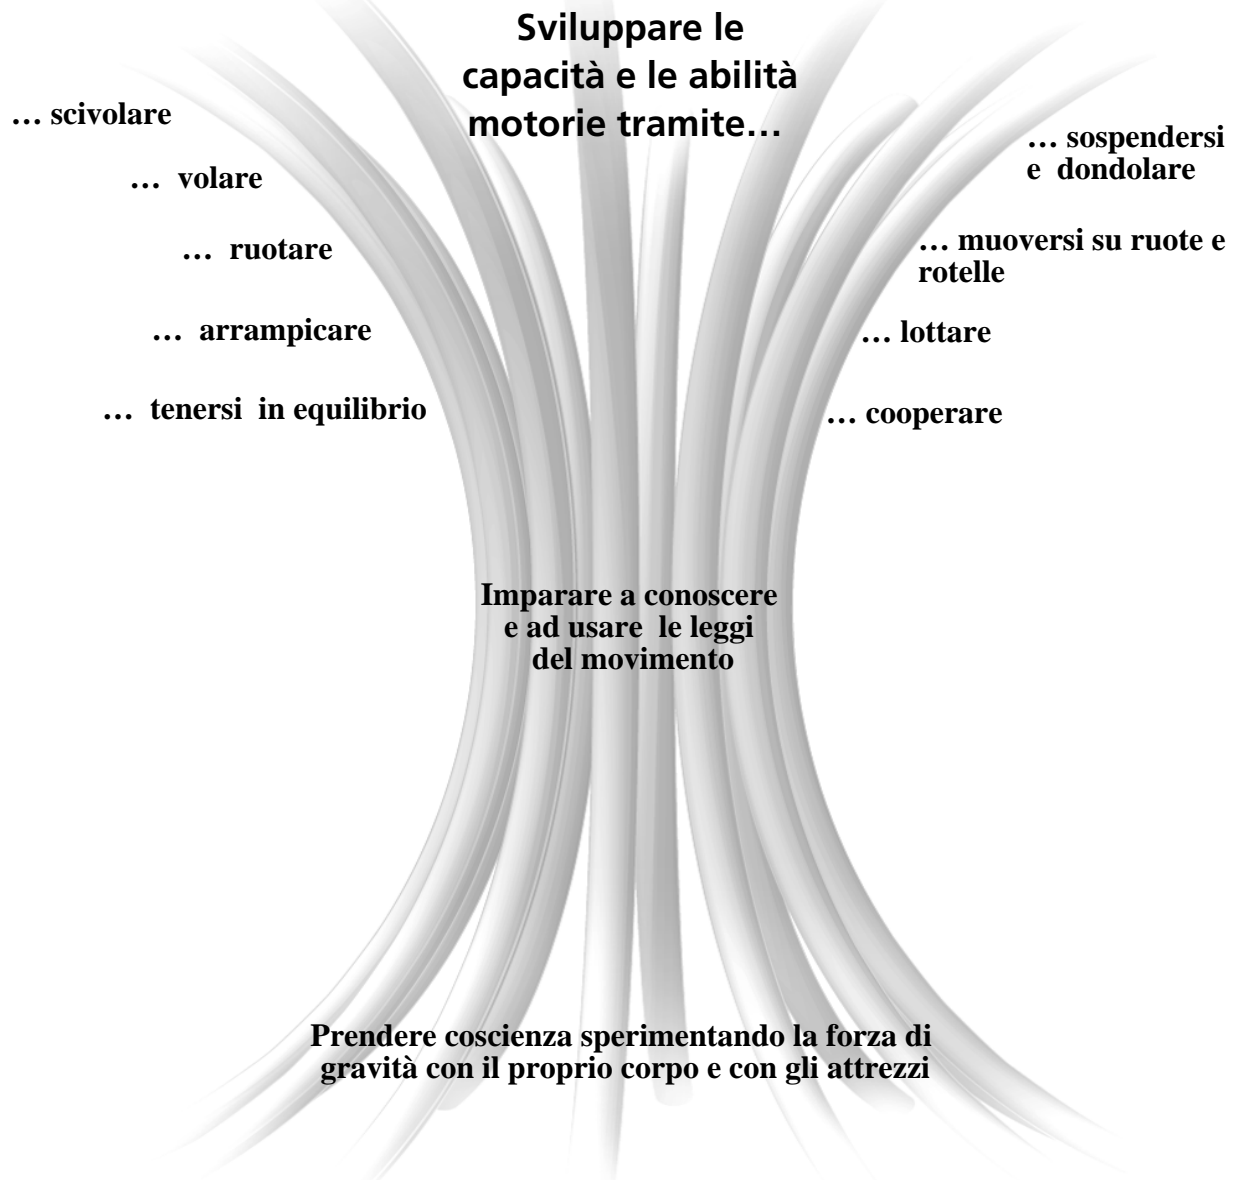 Sviluppare le
capacità e le abilità
motorie tramite…
… scivolare
… volare
… ruotare
… arrampicare
… tenersi in equilibrio
… sospendersi
e dondolare
… muoversi su ruote e
rotelle
… lottare
… cooperare
Imparare a conoscere
e ad usare le leggi
del movimento
Prendere coscienza sperimentando la forza di
gravità con il proprio corpo e con gli attrezzi